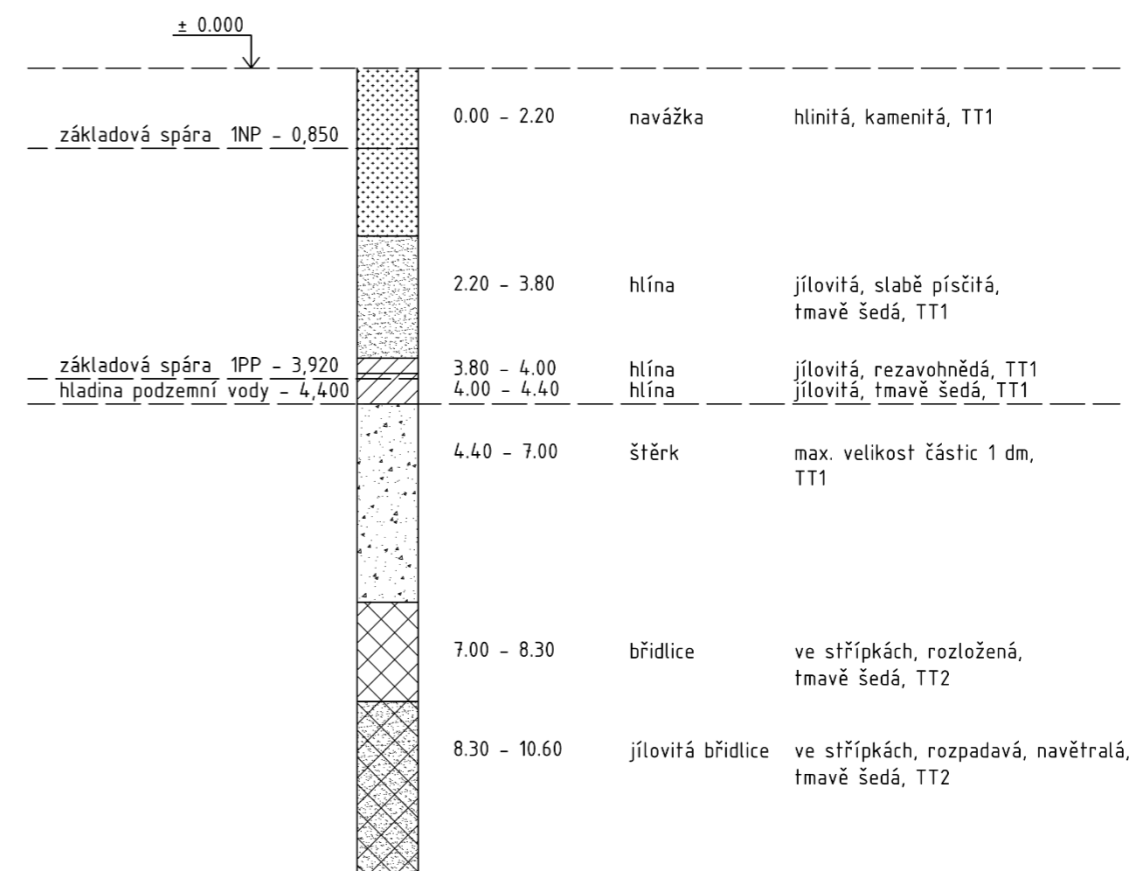 ± 0.000
0.00 – 2.20 navážka hlinitá, kamenitá, TT1
základová spára 1NP – 0,850
2.20 – 3.80 hlína jílovitá, slabě písčitá,
tmavě šedá, TT1
základová spára 1PP – 3,920 3.80 – 4.00 hlína jílovitá, rezavohnědá, TT1
hladina podzemní vody – 4,400 4.00 – 4.40 hlína jílovitá, tmavě šedá, TT1
4.40 – 7.00 štěrk max. velikost částic 1 dm,
TT1
7.00 – 8.30 břidlice ve střípkách, rozložená,
tmavě šedá, TT2
8.30 – 10.60 jílovitá břidlice ve střípkách, rozpadavá, navětralá,
tmavě šedá, TT2